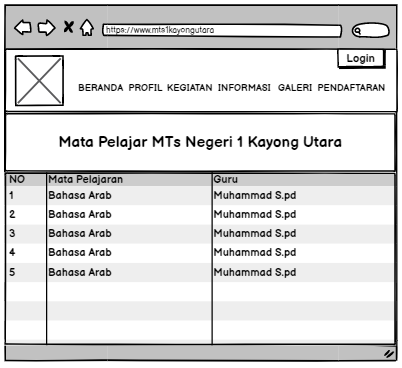 https://www.mts1kayongutara
Login
BERANDA PROFIL KEGIATAN INFORMASI GALERI PENDAFTARAN
Mata Pelajar MTs Negeri 1 Kayong Utara
NO Mata Pelajaran Guru
1 Bahasa Arab Muhammad S.pd
2 Bahasa Arab Muhammad S.pd
3 Bahasa Arab Muhammad S.pd
4 Bahasa Arab Muhammad S.pd
5 Bahasa Arab Muhammad S.pd